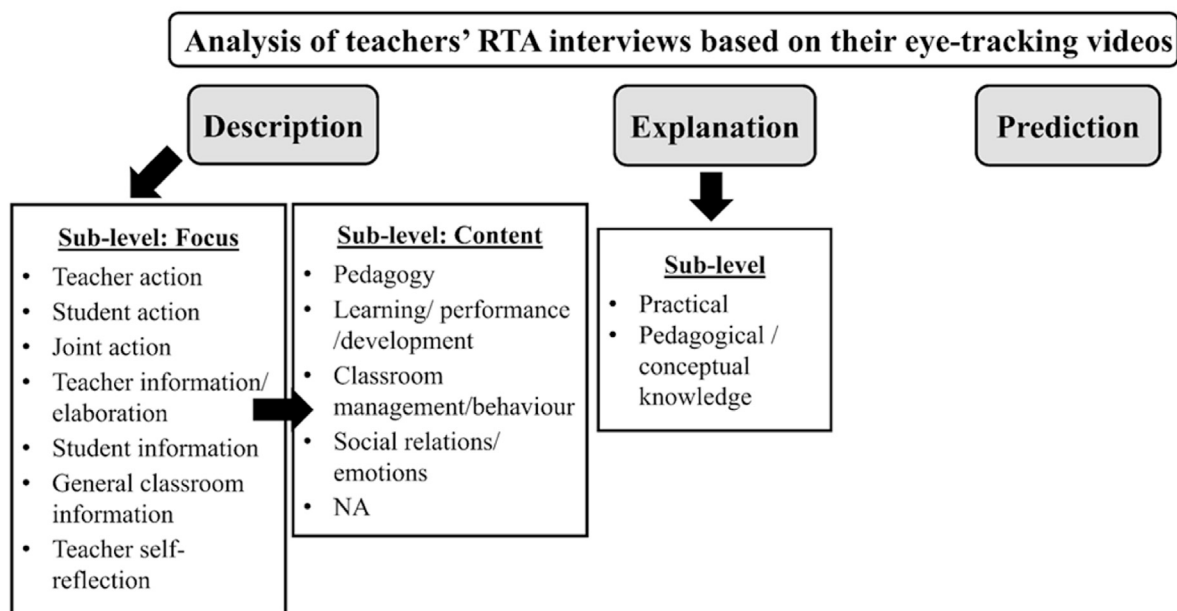 Analysis of teachers’ RTA interviews based on their eye-tracking videos
Description
Explanation
Prediction
Sub-level: Focus
• Teacher action
• Student action
• Joint action
• Teacher information/
elaboration
• Student information
• General classroom
information
• Teacher self-
reflection
Sub-level: Content
• Pedagogy
• Learning/ performance
/development
• Classroom
management/behaviour
• Social relations/
emotions
• NA
Sub-level
• Practical
• Pedagogical /
conceptual
knowledge